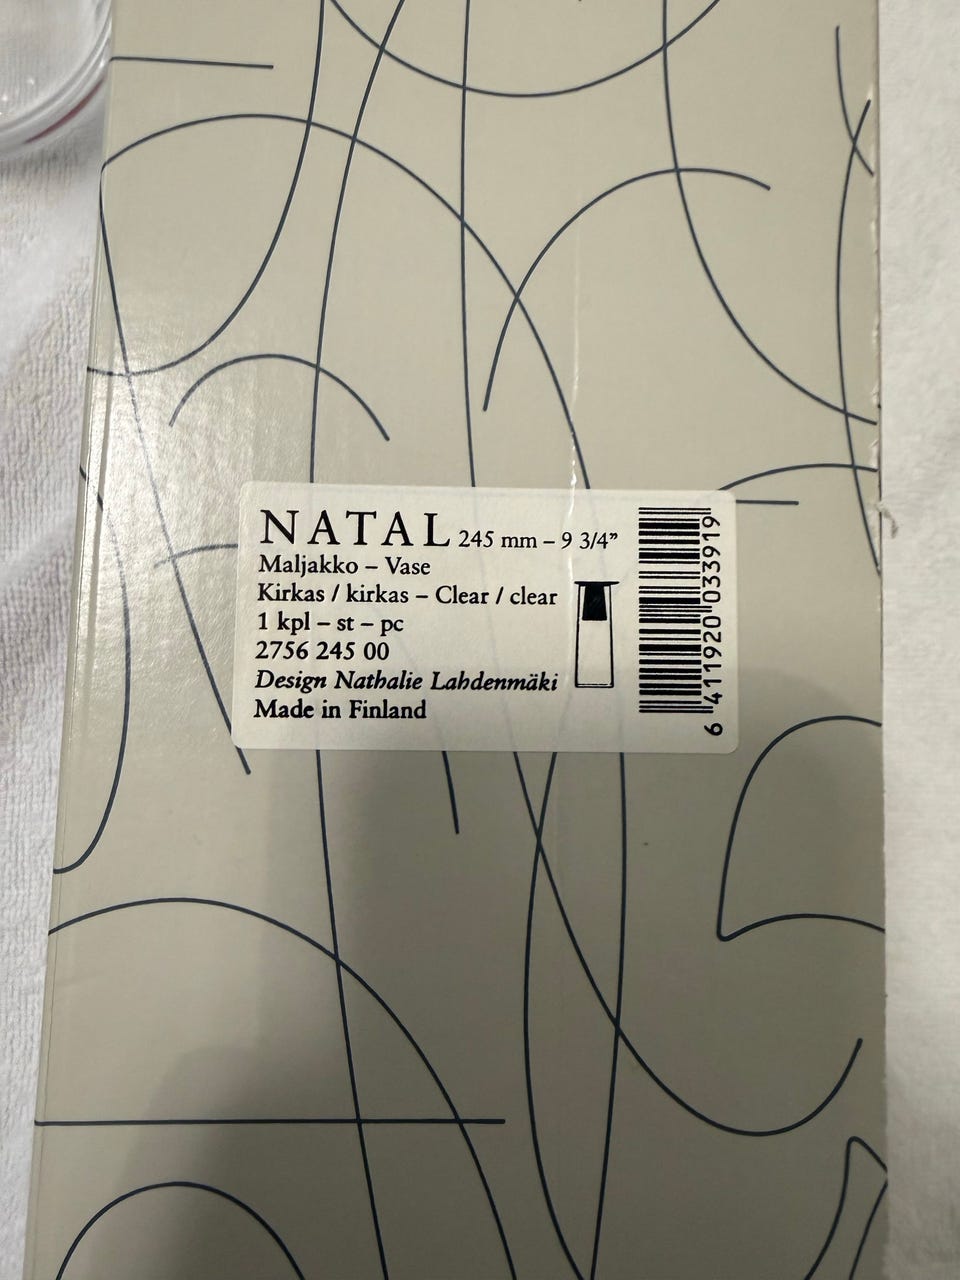 NATAL 245 mm – 9 3/4”
Maljakko – Vase
Kirkas / kirkas – Clear / clear
1 kpl – st – pc
2756 245 00
Design Nathalie Lahdenmäki
Made in Finland
6 411920 033919